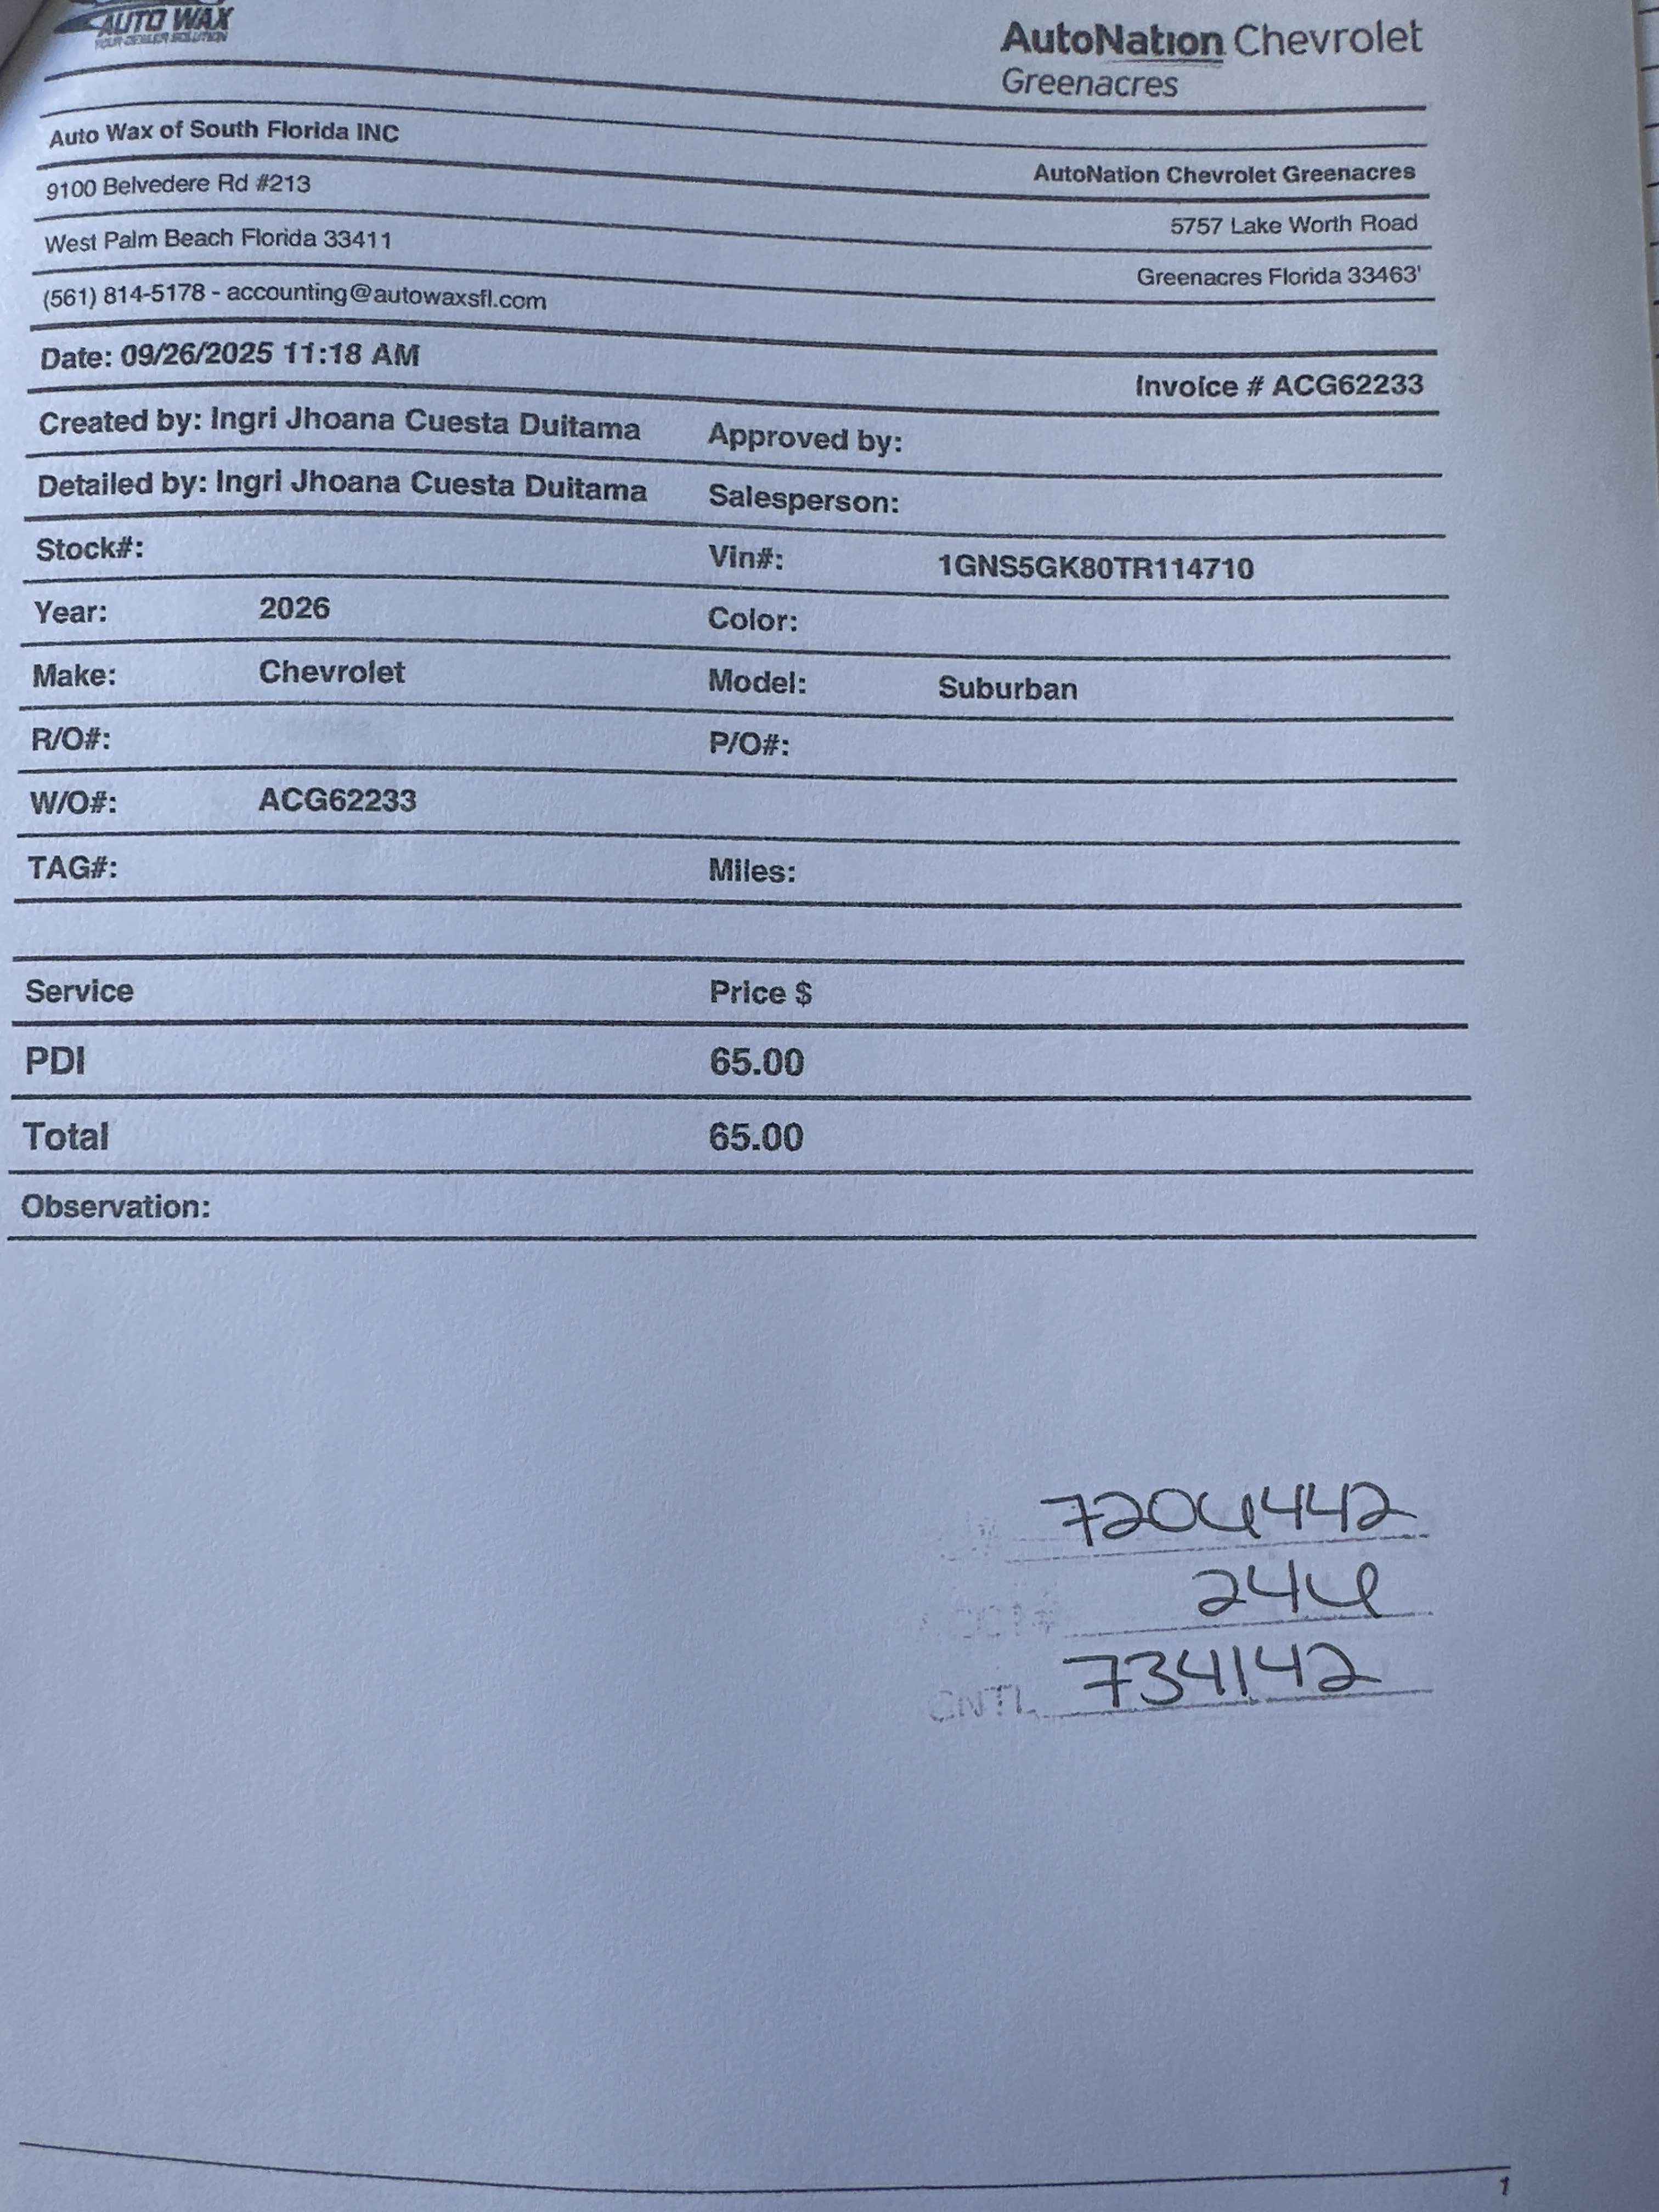 AUTO WAX
YOUR DEALER SOLUTION
AutoNation Chevrolet
Greenacres
Auto Wax of South Florida INC
AutoNation Chevrolet Greenacres
9100 Belvedere Rd #213
5757 Lake Worth Road
West Palm Beach Florida 33411
Greenacres Florida 33463'
(561) 814-5178 - accounting@autowaxsfl.com
Date: 09/26/2025 11:18 AM
Invoice # ACG62233
Created by: Ingri Jhoana Cuesta Duitama Approved by:
Detailed by: Ingri Jhoana Cuesta Duitama Salesperson:
Stock#: Vin#: 1GNS5GK80TR114710
Year: 2026 Color:
Make: Chevrolet Model: Suburban
R/O#: P/O#:
W/O#: ACG62233
TAG#: Miles:
Service Price $
PDI 65.00
Total 65.00
Observation:
CNTL 734142
1